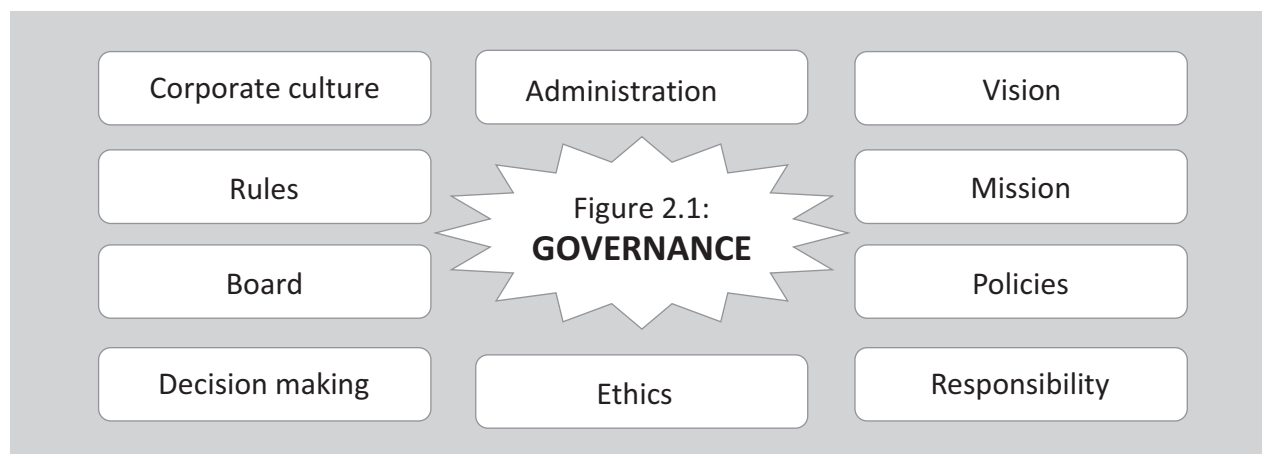 Corporate culture
Administration
Vision
Rules
Figure 2.1:
GOVERNANCE
Mission
Board
Policies
Decision making
Ethics
Responsibility